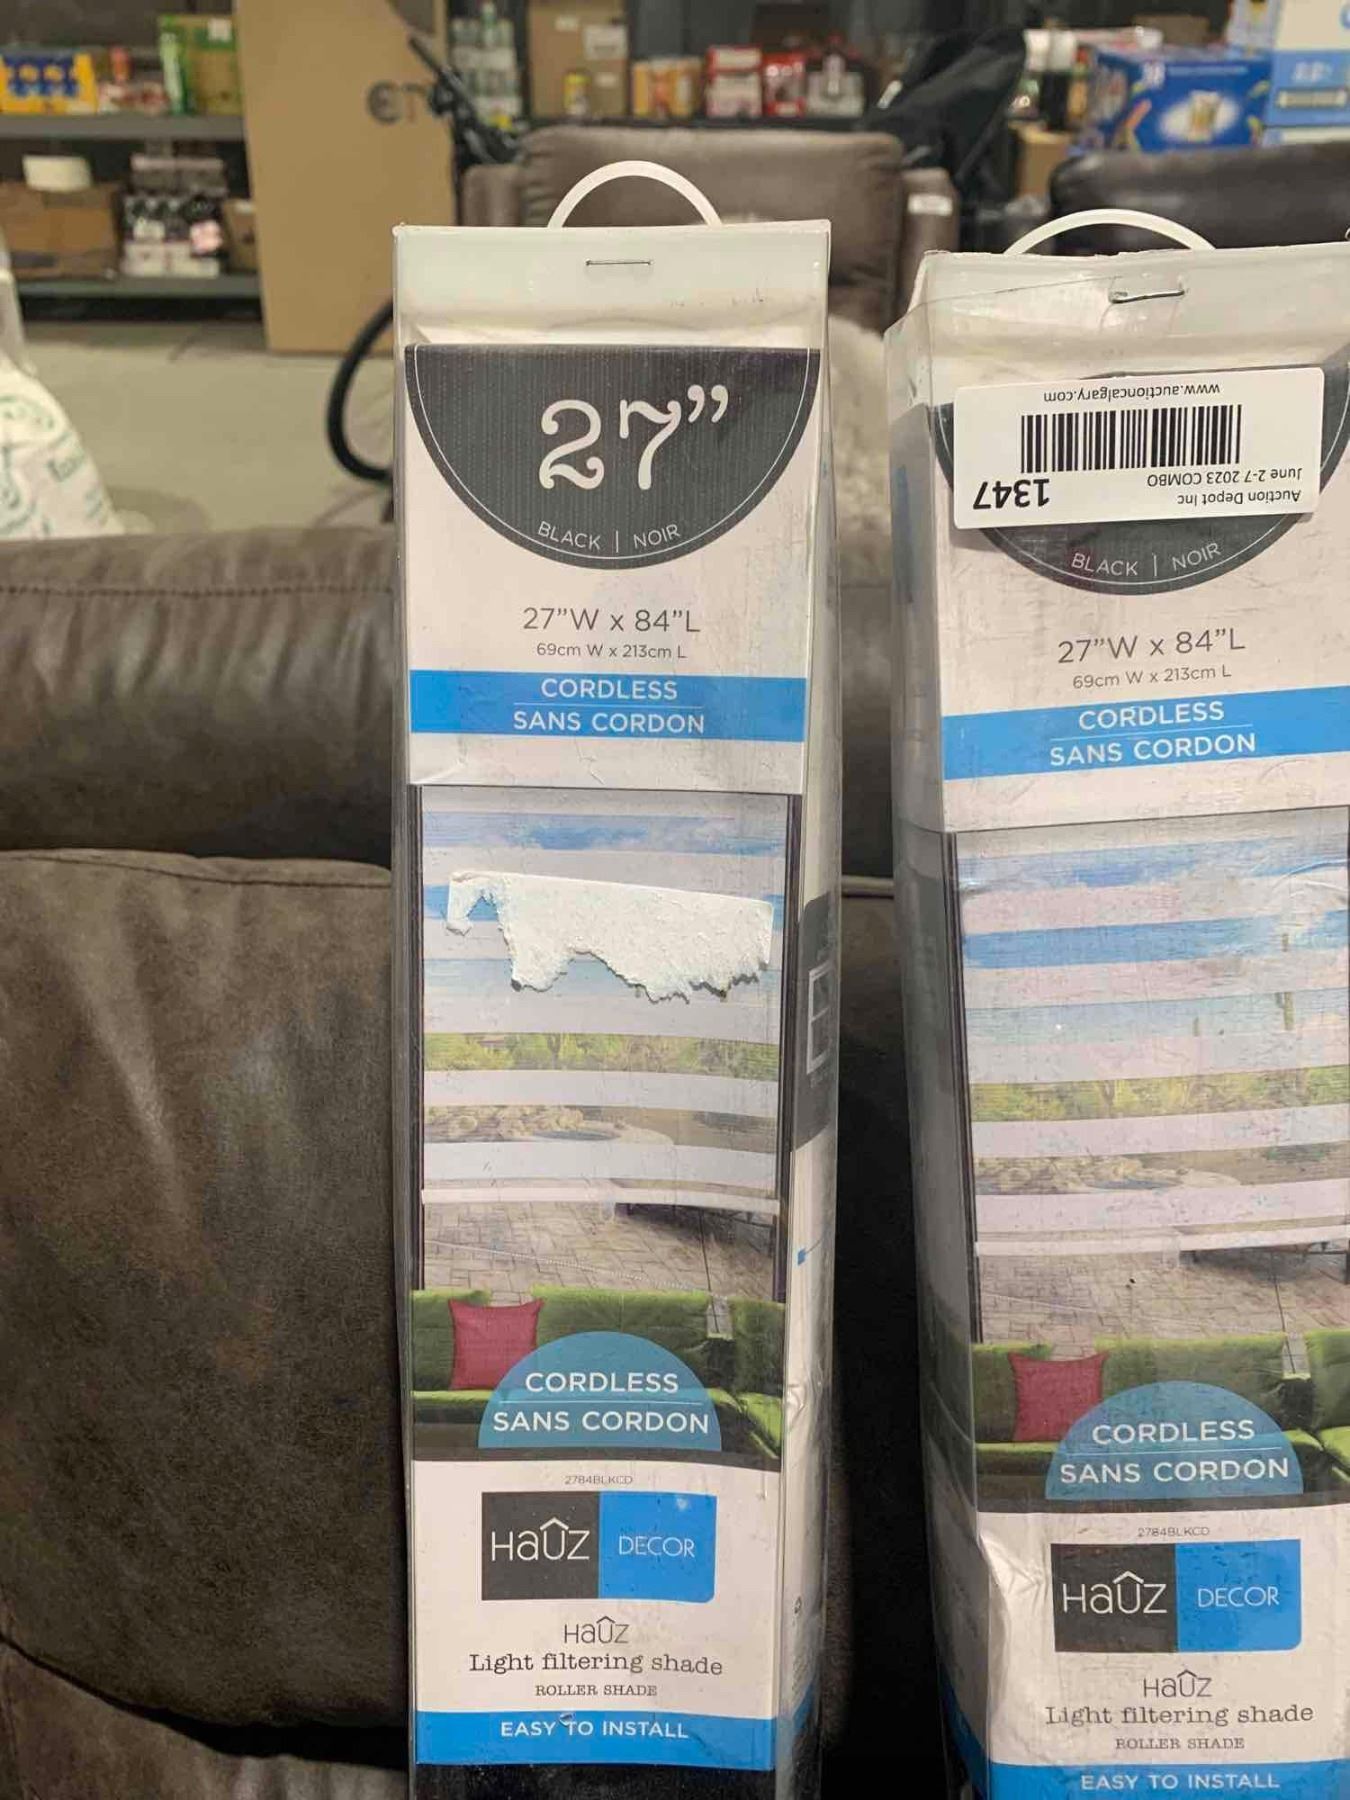 27"
BLACK | NOIR
27"W x 84"L
69cm W x 213cm L
CORDLESS
SANS CORDON
CORDLESS
SANS CORDON
2784BLKCD
HaûZ DECOR
HaûZ
Light filtering shade
ROLLER SHADE
EASY TO INSTALL
Auction Depot Inc
June 2-7 2023 COMBO
1347
www.auctioncalgary.com
BLACK | NOIR
27"W x 84"L
69cm W x 213cm L
CORDLESS
SANS CORDON
CORDLESS
SANS CORDON
2784BLKCD
HaûZ DECOR
HaûZ
Light filtering shade
ROLLER SHADE
EASY TO INSTALL